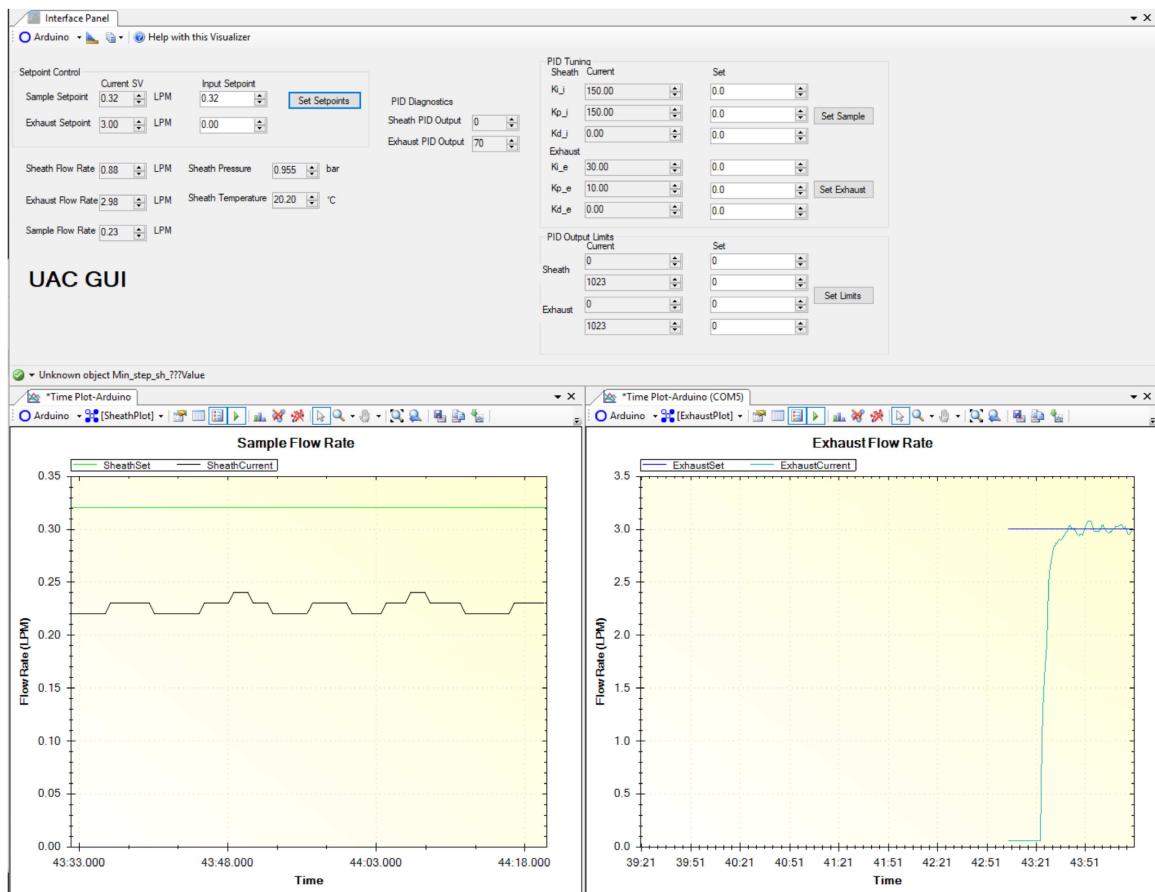 Interface Panel
Arduino Help with this Visualizer
Setpoint Control
Current SV Input Setpoint
Sample Setpoint 0.32 LPM 0.32 Set Setpoints
Exhaust Setpoint 3.00 LPM 0.00
Sheath Flow Rate 0.88 LPM Sheath Pressure 0.955 bar
Exhaust Flow Rate 2.98 LPM Sheath Temperature 20.20 °C
Sample Flow Rate 0.23 LPM
UAC GUI
PID Diagnostics
Sheath PID Output 0
Exhaust PID Output 70
PID Tuning
Sheath Current Set
Ki_i 150.00 0.0
Kp_i 150.00 0.0 Set Sample
Kd_i 0.00 0.0
Exhaust
Ki_e 30.00 0.0
Kp_e 10.00 0.0 Set Exhaust
Kd_e 0.00 0.0
PID Output Limits
Current Set
Sheath 0 0
1023 0
Set Limits
Exhaust 0 0
1023 0
Unknown object Min_step_sh_???Value
*Time Plot-Arduino
Arduino [SheathPlot]
Sample Flow Rate
SheathSet SheathCurrent
0.35
0.30
0.25
0.20
0.15
0.10
0.05
0.00
Flow Rate (LPM)
43:33.000 43:48.000 44:03.000 44:18.000
Time
*Time Plot-Arduino (COM5)
Arduino [ExhaustPlot]
Exhaust Flow Rate
ExhaustSet ExhaustCurrent
3.5
3.0
2.5
2.0
1.5
1.0
0.5
0.0
Flow Rate (LPM)
39:21 39:51 40:21 40:51 41:21 41:51 42:21 42:51 43:21 43:51
Time